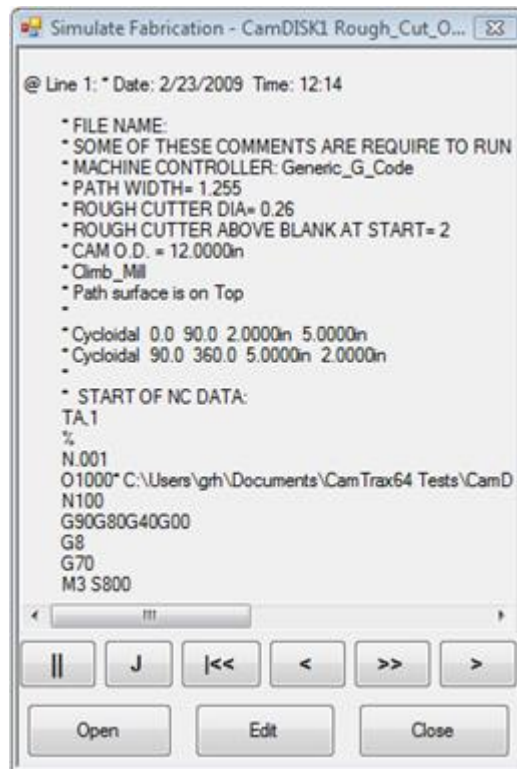 Simulate Fabrication - CamDISK1 Rough_Cut_O...
@ Line 1: * Date: 2/23/2009 Time: 12:14
* FILE NAME:
* SOME OF THESE COMMENTS ARE REQUIRE TO RUN
* MACHINE CONTROLLER: Generic_G_Code
* PATH WIDTH= 1.255
* ROUGH CUTTER DIA= 0.26
* ROUGH CUTTER ABOVE BLANK AT START= 2
* CAM O.D. = 12.0000in
* Climb_Mill
* Path surface is on Top
*
* Cycloidal 0.0 90.0 2.0000in 5.0000in
* Cycloidal 90.0 360.0 5.0000in 2.0000in
*
* START OF NC DATA:
TA,1
%
N.001
O1000* C:\Users\grh\Documents\CamTrax64 Tests\CamD
N100
G90G80G40G00
G8
G70
M3 S800
|| J |<< < >> >
Open Edit Close